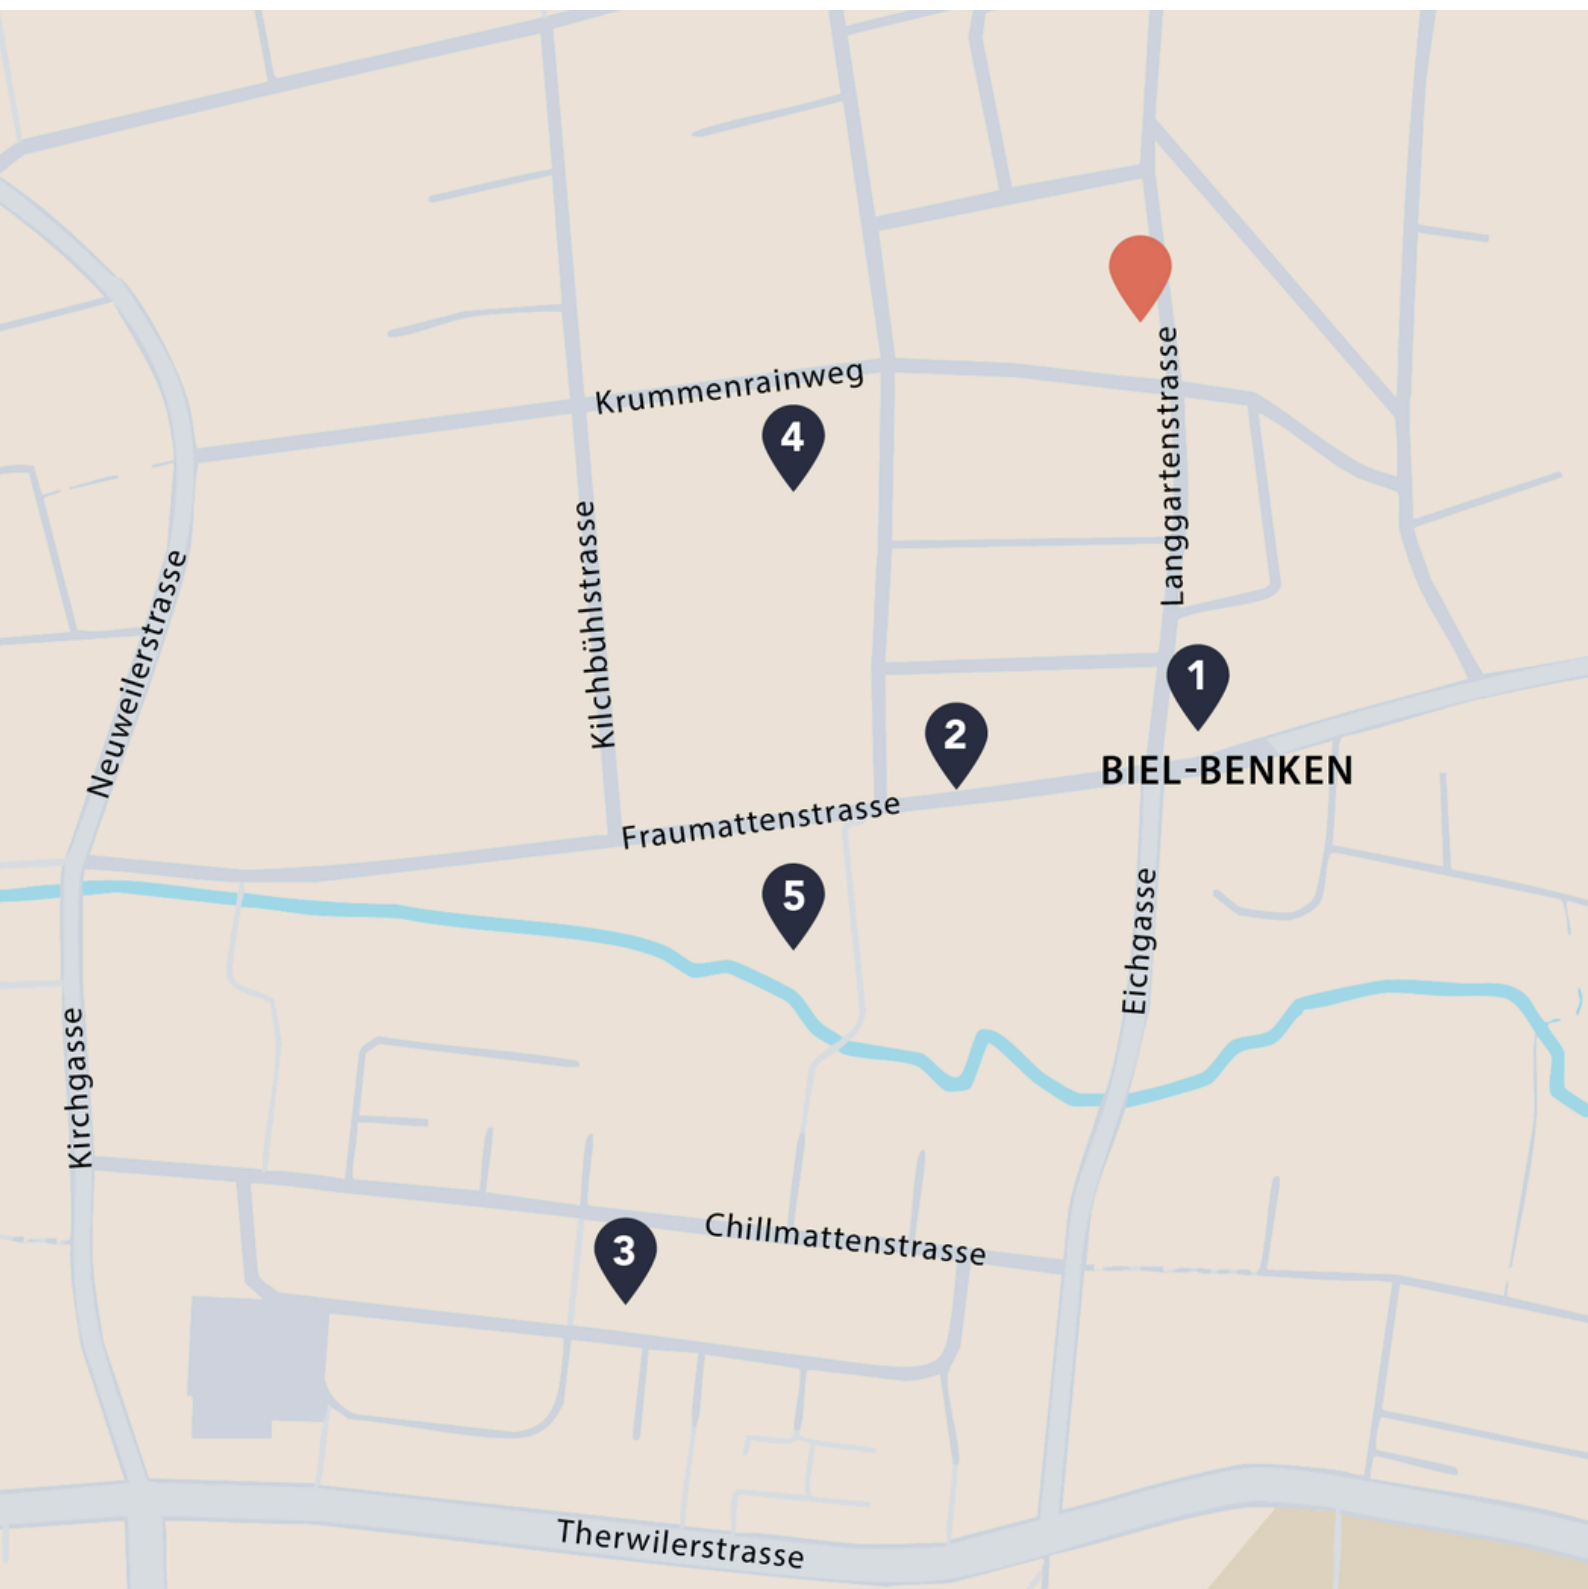 Krummenrainweg
Langgartenstrasse
4
Kilchbühlstrasse
Neuweilerstrasse
1
2
BIEL-BENKEN
Fraumattenstrasse
5
Eichgasse
Kirchgasse
Chillmattenstrasse
3
Therwilerstrasse